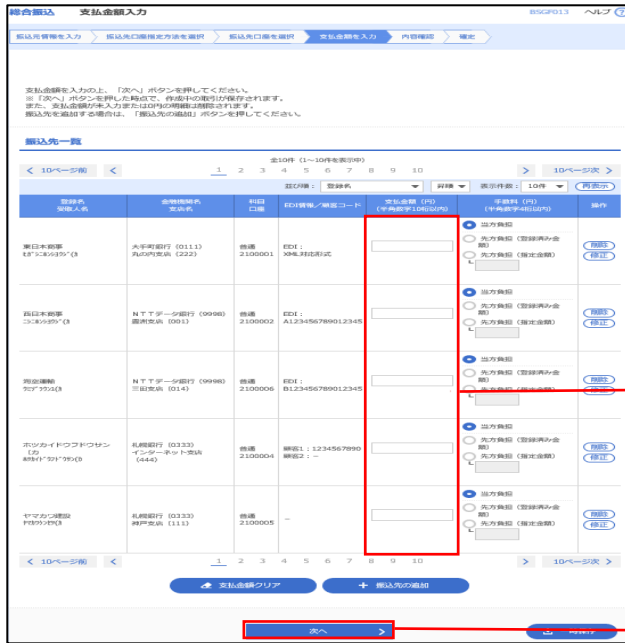 総合振込 支払金額入力 BSGF013 ヘルプ ?
振込元情報を入力 振込先口座指定方法を選択 振込先口座を選択 支払金額を入力 内容確認 確定
支払金額を入力の上、「次へ」ボタンを押してください。
※「次へ」ボタンを押した時点で、作成中の取引が保存されます。
また、支払金額が未入力または0円の明細は削除されます。
振込先を追加する場合は、「振込先の追加」ボタンを押してください。
振込先一覧
全10件（1～10件を表示中）
< 10ページ前 < 1 2 3 4 5 6 7 8 9 10 > 10ページ次 >
並び順： 登録名 昇順 表示件数： 10件 再表示
登録名 金融機関名 科目 EDI情報／顧客コード 支払金額（円） 手数料（円） 操作
受取人名 支店名 口座 （半角数字10桁以内） （半角数字4桁以内）
当方負担
東日本商事 大手町銀行（0111） 普通 EDI： 先方負担（登録済み金額） 削除
丸の内支店（222） 2100001 XML対応形式 先方負担（指定金額） 修正
当方負担
ＮＴＴデータ銀行（9998） 普通 EDI： 先方負担（登録済み金額） 削除
豊洲支店（001） 2100002 A123456789012345 先方負担（指定金額） 修正
当方負担
ＮＴＴデータ銀行（9998） 普通 EDI： 先方負担（登録済み金額） 削除
三田支店（014） 2100006 B123456789012345 先方負担（指定金額） 修正
当方負担
ホツカイドウフドウサン 札幌銀行（0333） 普通 顧客1：1234567890 先方負担（登録済み金額） 削除
（カ インターネット支店 2100004 顧客2：－ 先方負担（指定金額） 修正
（444）
当方負担
ヤマカワ建設 札幌銀行（0333） 普通 － 先方負担（登録済み金額） 削除
神戸支店（111） 2100005 先方負担（指定金額） 修正
< 10ページ前 < 1 2 3 4 5 6 7 8 9 10 > 10ページ次 >
支払金額クリア + 振込先の追加
次へ >